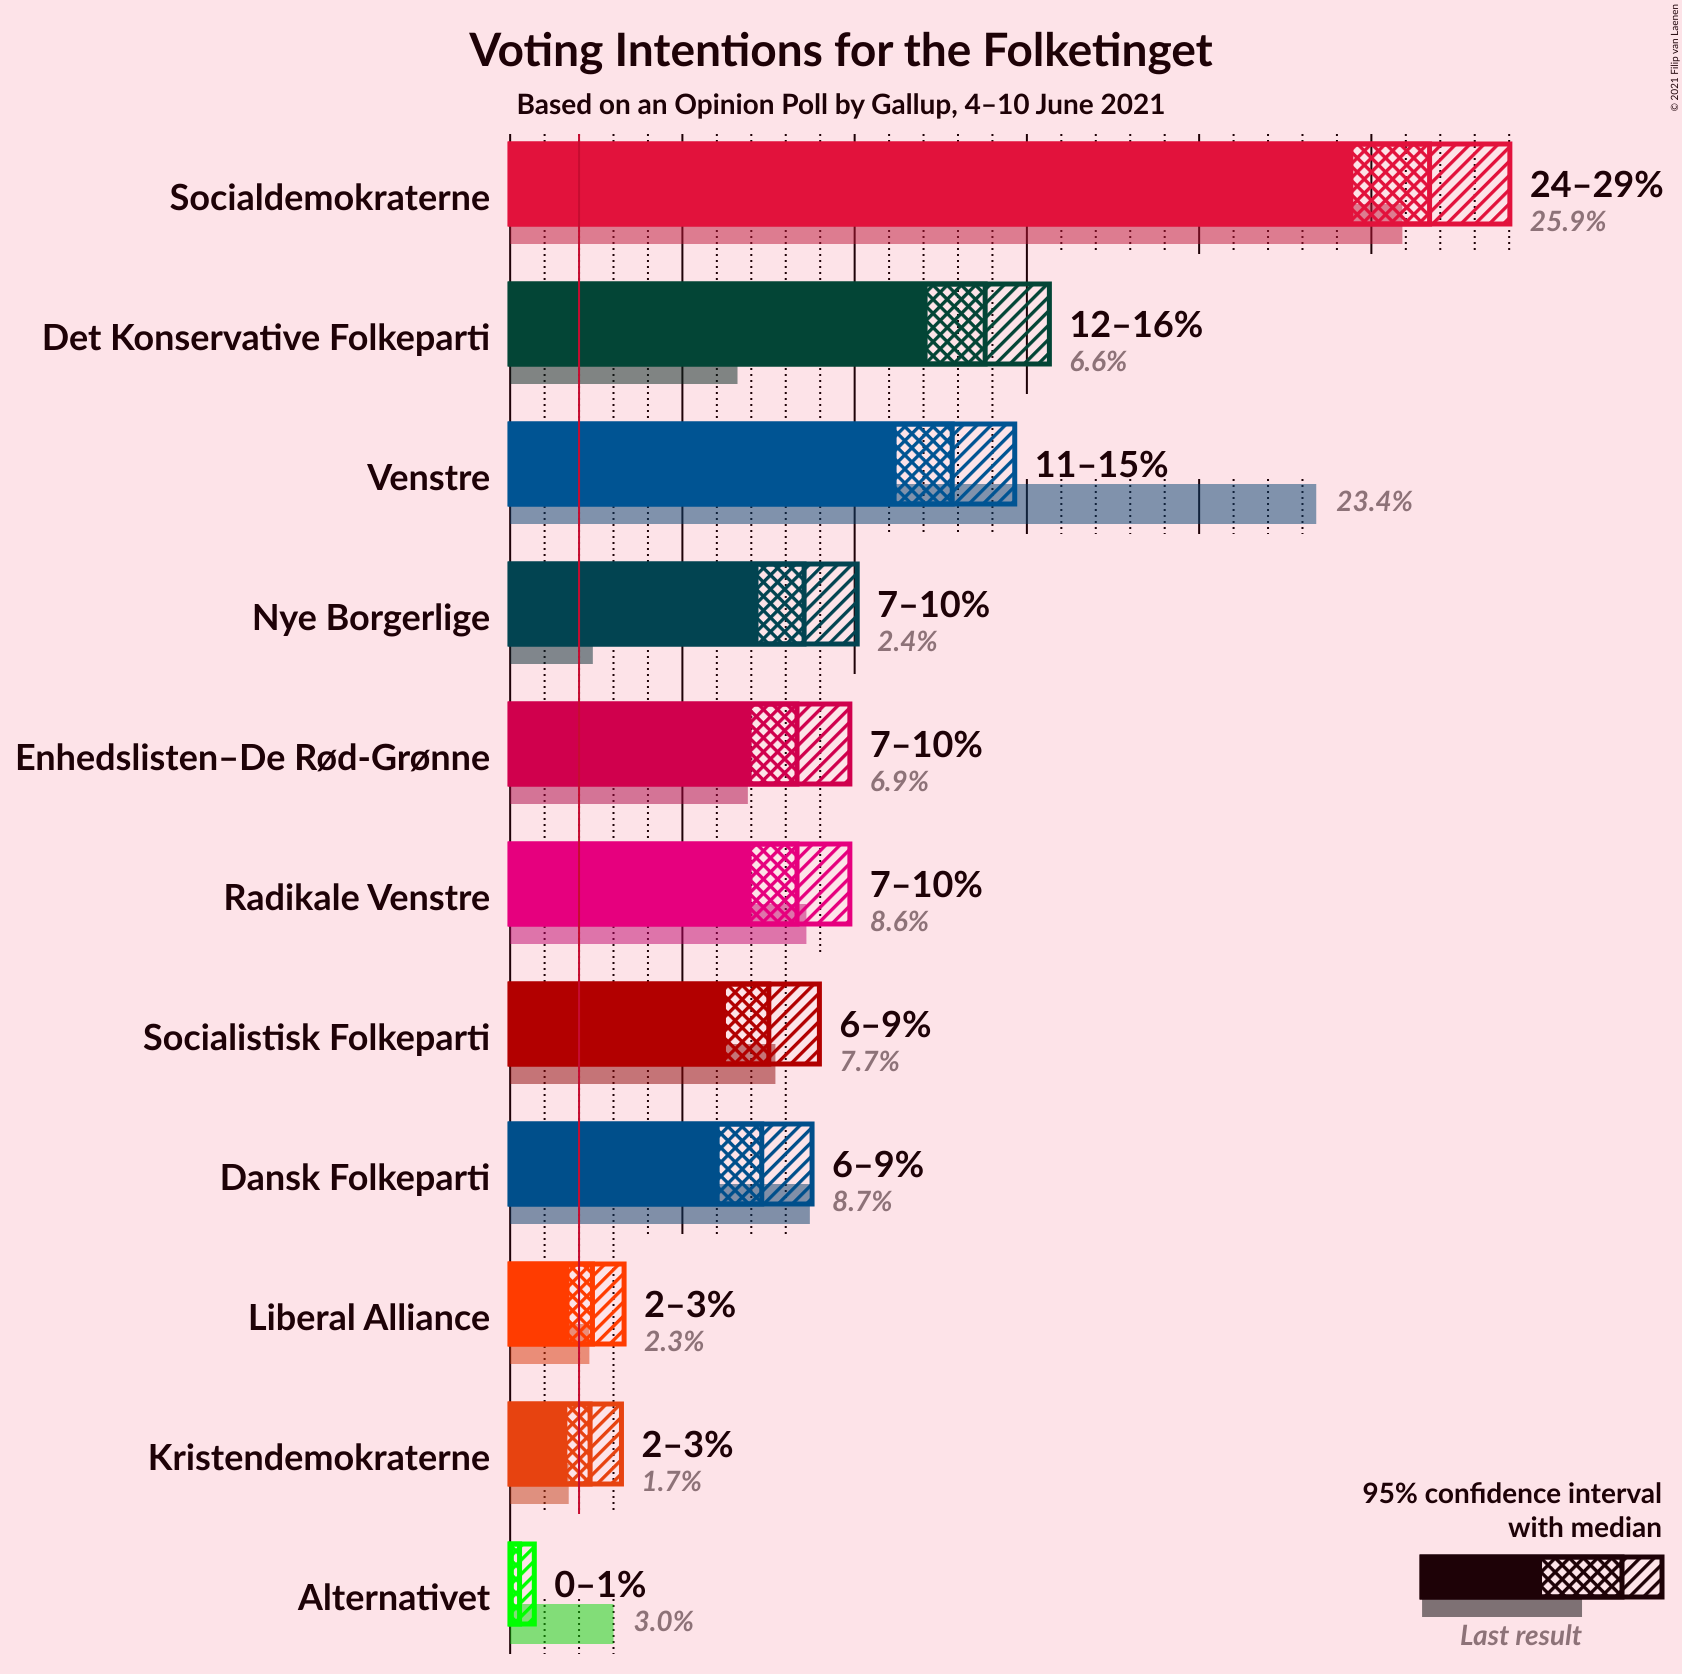 Voting Intentions for the Folketinget
Based on an Opinion Poll by Gallup, 4–10 June 2021
© 2021 Filip van Laenen
Socialdemokraterne
24–29%
25.9%
Det Konservative Folkeparti
12–16%
6.6%
Venstre
11–15%
23.4%
Nye Borgerlige
7–10%
2.4%
Enhedslisten–De Rød-Grønne
7–10%
6.9%
Radikale Venstre
7–10%
8.6%
Socialistisk Folkeparti
6–9%
7.7%
Dansk Folkeparti
6–9%
8.7%
Liberal Alliance
2–3%
2.3%
Kristendemokraterne
2–3%
1.7%
Alternativet
0–1%
3.0%
95% confidence interval
with median
Last result